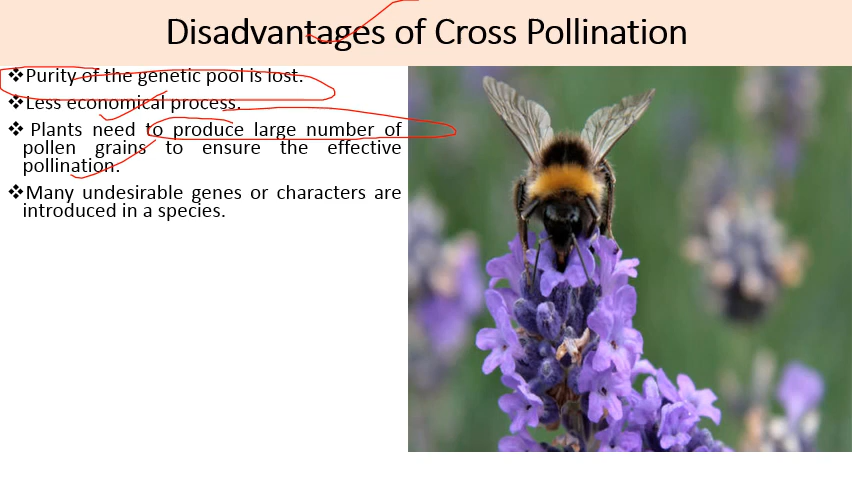 Disadvantages of Cross Pollination
❖Purity of the genetic pool is lost.
❖Less economical process.
❖ Plants need to produce large number of
pollen grains to ensure the effective
pollination.
❖Many undesirable genes or characters are
introduced in a species.